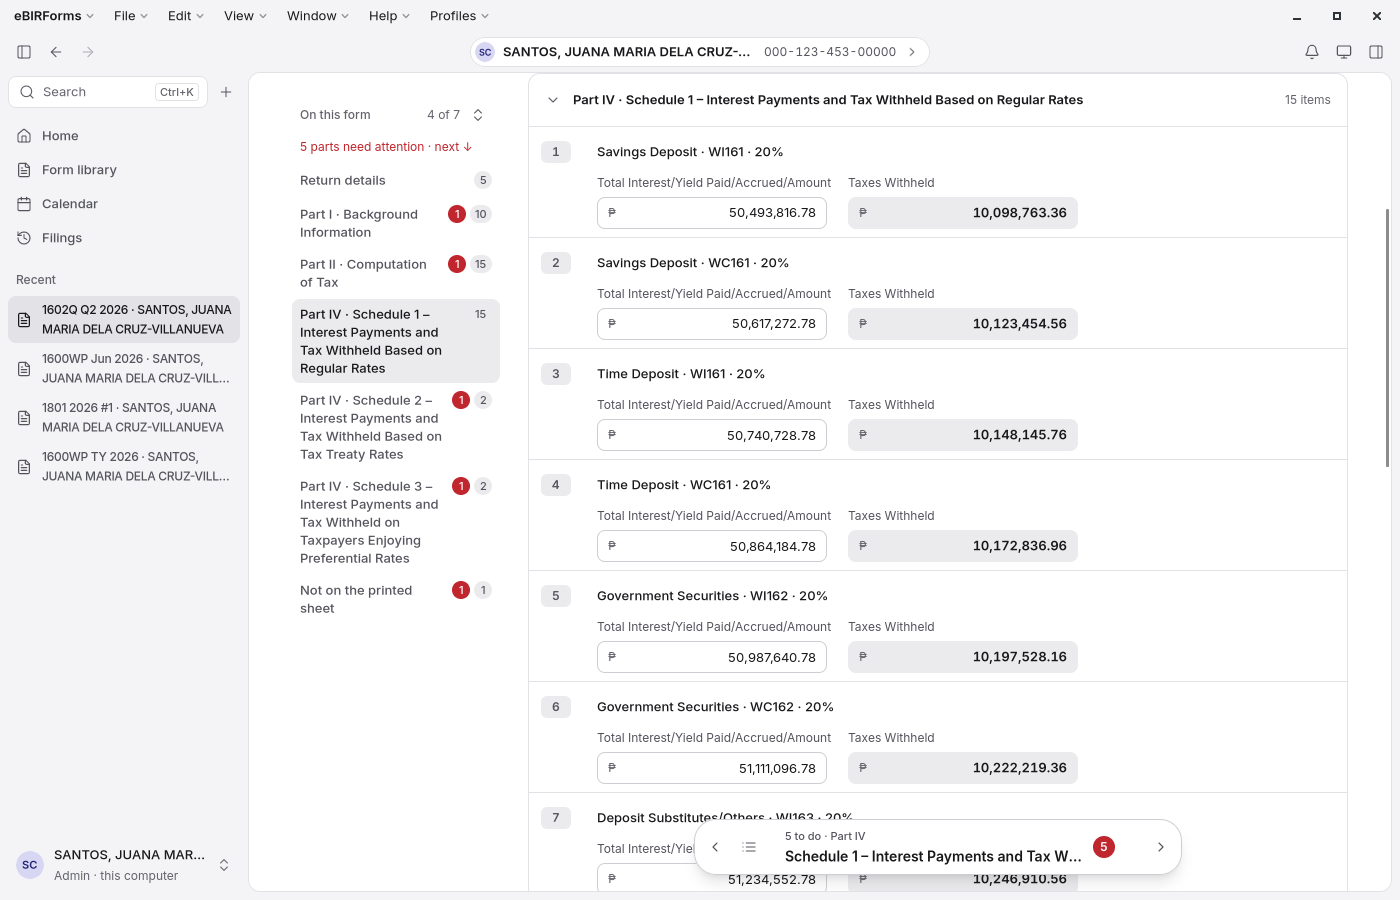 eBIRForms File Edit View Window Help Profiles
SC SANTOS, JUANA MARIA DELA CRUZ-... 000-123-453-00000
Search Ctrl+K
Home
Form library
Calendar
Filings
Recent
1602Q Q2 2026 · SANTOS, JUANA
MARIA DELA CRUZ-VILLANUEVA
1600WP Jun 2026 · SANTOS,
JUANA MARIA DELA CRUZ-VILL...
1801 2026 #1 · SANTOS, JUANA
MARIA DELA CRUZ-VILLANUEVA
1600WP TY 2026 · SANTOS,
JUANA MARIA DELA CRUZ-VILL...
SC SANTOS, JUANA MAR...
Admin · this computer
On this form 4 of 7
5 parts need attention · next ↓
Return details 5
Part I · Background 1 10
Information
Part II · Computation 1 15
of Tax
Part IV · Schedule 1 – 15
Interest Payments and
Tax Withheld Based on
Regular Rates
Part IV · Schedule 2 – 1 2
Interest Payments and
Tax Withheld Based on
Tax Treaty Rates
Part IV · Schedule 3 – 1 2
Interest Payments and
Tax Withheld on
Taxpayers Enjoying
Preferential Rates
Not on the printed 1 1
sheet
Part IV · Schedule 1 – Interest Payments and Tax Withheld Based on Regular Rates 15 items
1 Savings Deposit · WI161 · 20%
Total Interest/Yield Paid/Accrued/Amount Taxes Withheld
₱ 50,493,816.78 ₱ 10,098,763.36
2 Savings Deposit · WC161 · 20%
Total Interest/Yield Paid/Accrued/Amount Taxes Withheld
₱ 50,617,272.78 ₱ 10,123,454.56
3 Time Deposit · WI161 · 20%
Total Interest/Yield Paid/Accrued/Amount Taxes Withheld
₱ 50,740,728.78 ₱ 10,148,145.76
4 Time Deposit · WC161 · 20%
Total Interest/Yield Paid/Accrued/Amount Taxes Withheld
₱ 50,864,184.78 ₱ 10,172,836.96
5 Government Securities · WI162 · 20%
Total Interest/Yield Paid/Accrued/Amount Taxes Withheld
₱ 50,987,640.78 ₱ 10,197,528.16
6 Government Securities · WC162 · 20%
Total Interest/Yield Paid/Accrued/Amount Taxes Withheld
₱ 51,111,096.78 ₱ 10,222,219.36
7 Deposit Substitutes/Others · WI163 · 20%
Total Interest/Yie
₱ 51,234,552.78 ₱ 10,246,910.56
5 to do · Part IV
Schedule 1 – Interest Payments and Tax W... 5